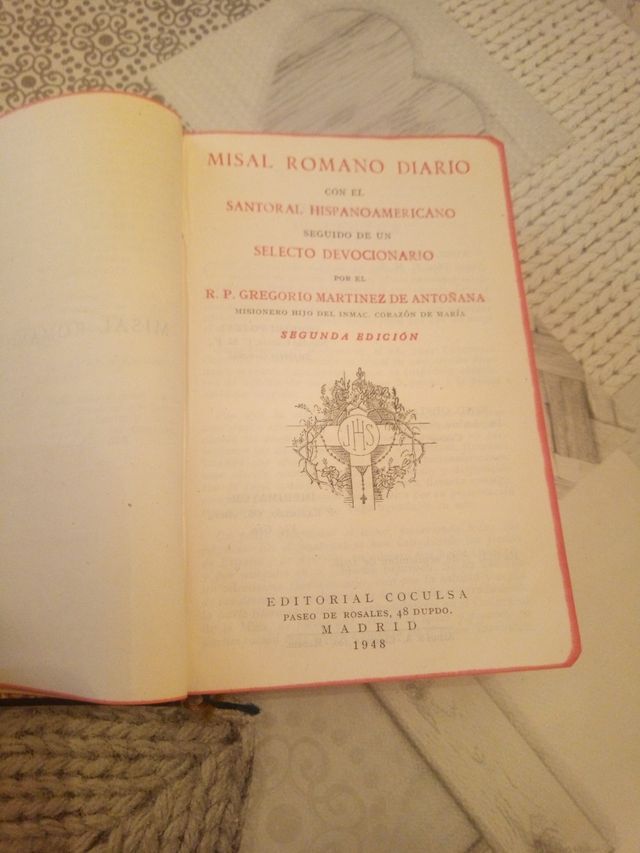 MISAL ROMANO DIARIO
CON EL
SANTORAL HISPANOAMERICANO
SEGUIDO DE UN
SELECTO DEVOCIONARIO
POR EL
R. P. GREGORIO MARTINEZ DE ANTOÑANA
MISIONERO HIJO DEL INMAC. CORAZÓN DE MARÍA
SEGUNDA EDICIÓN
JHS
EDITORIAL COCULSA
PASEO DE ROSALES, 48 DUPDO.
MADRID
1948